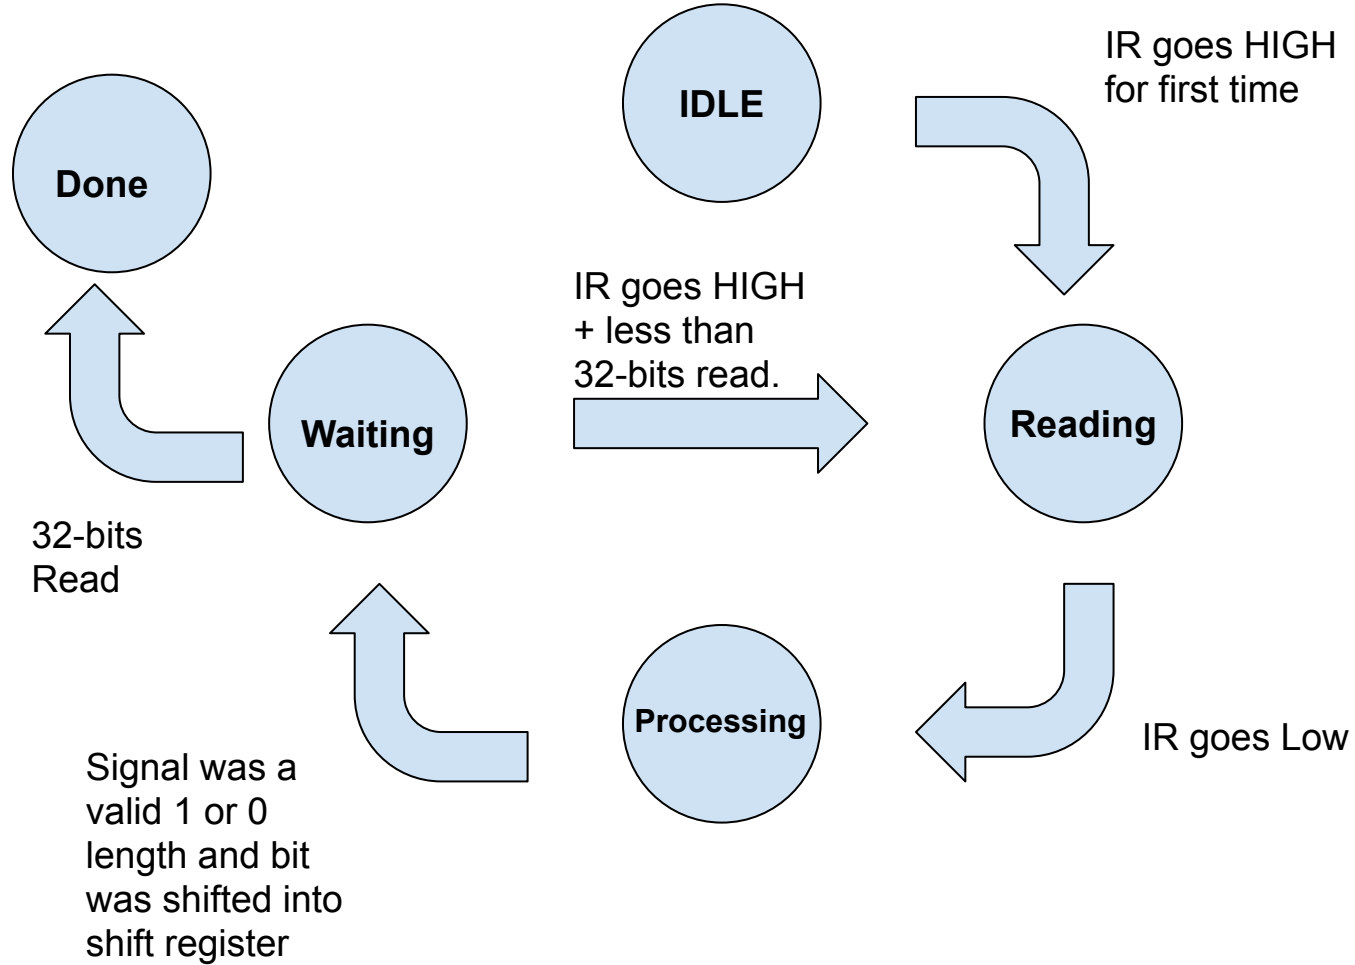 IDLE
IR goes HIGH
for first time
Done
IR goes HIGH
+ less than
32-bits read.
Waiting
Reading
32-bits
Read
Processing
IR goes Low
Signal was a
valid 1 or 0
length and bit
was shifted into
shift register